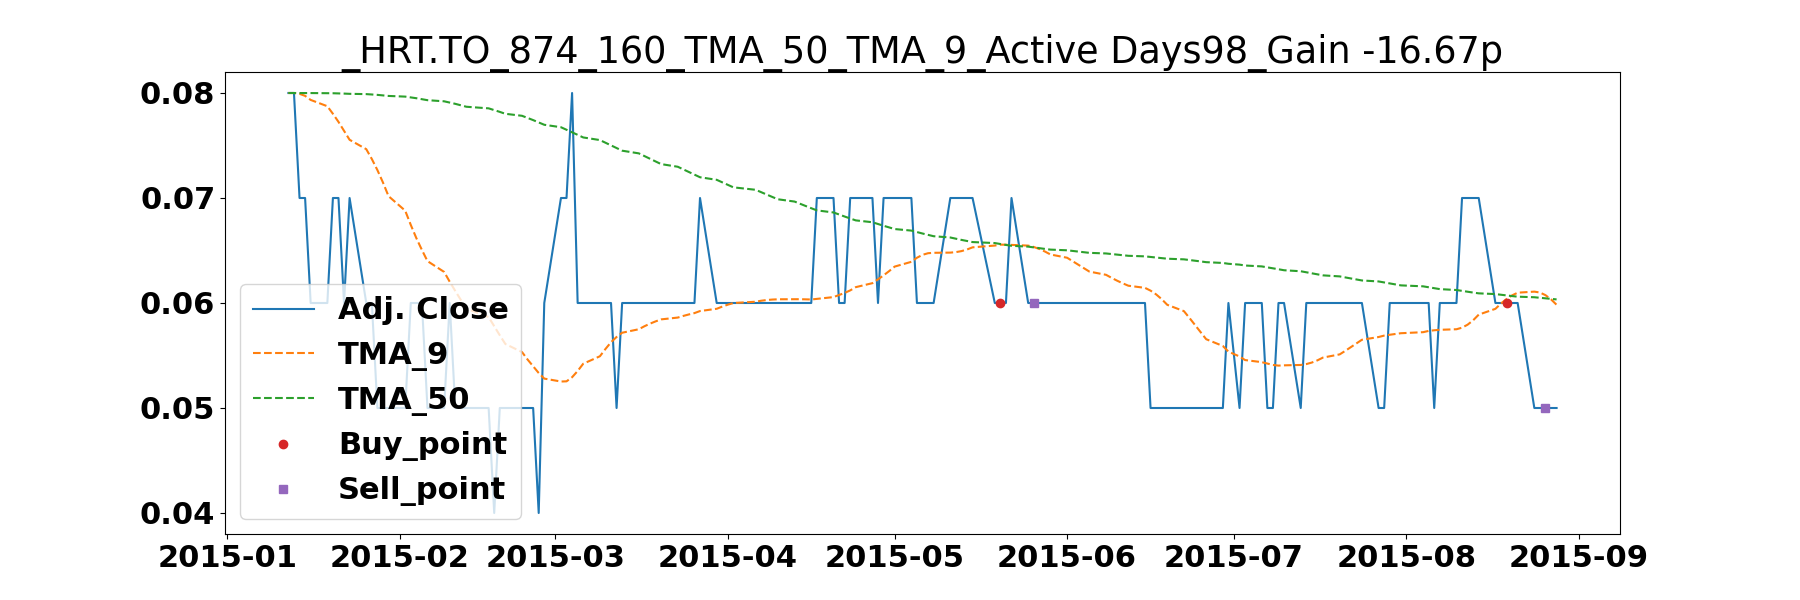 _HRT.TO_874_160_TMA_50_TMA_9_Active Days98_Gain -16.67p
0.08
0.07
0.06
0.05
0.04
Adj. Close
TMA_9
TMA_50
Buy_point
Sell_point
2015-01 2015-02 2015-03 2015-04 2015-05 2015-06 2015-07 2015-08 2015-09